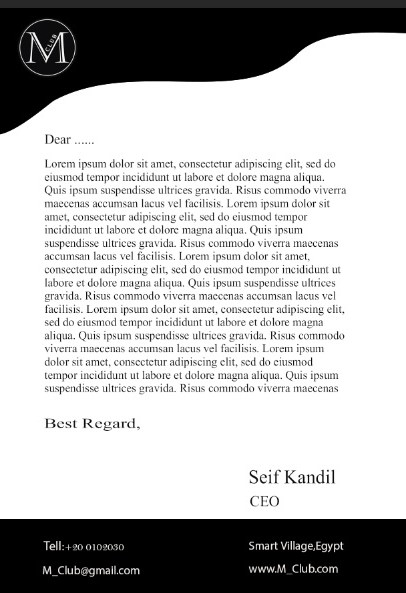 M CLUB
Dear ......
Lorem ipsum dolor sit amet, consectetur adipiscing elit, sed do
eiusmod tempor incididunt ut labore et dolore magna aliqua.
Quis ipsum suspendisse ultrices gravida. Risus commodo viverra
maecenas accumsan lacus vel facilisis. Lorem ipsum dolor sit
amet, consectetur adipiscing elit, sed do eiusmod tempor
incididunt ut labore et dolore magna aliqua. Quis ipsum
suspendisse ultrices gravida. Risus commodo viverra maecenas
accumsan lacus vel facilisis. Lorem ipsum dolor sit amet,
consectetur adipiscing elit, sed do eiusmod tempor incididunt ut
labore et dolore magna aliqua. Quis ipsum suspendisse ultrices
gravida. Risus commodo viverra maecenas accumsan lacus vel
facilisis. Lorem ipsum dolor sit amet, consectetur adipiscing elit,
sed do eiusmod tempor incididunt ut labore et dolore magna
aliqua. Quis ipsum suspendisse ultrices gravida. Risus commodo
viverra maecenas accumsan lacus vel facilisis. Lorem ipsum
dolor sit amet, consectetur adipiscing elit, sed do eiusmod
tempor incididunt ut labore et dolore magna aliqua. Quis ipsum
suspendisse ultrices gravida. Risus commodo viverra maecenas
Best Regard,
Seif Kandil
CEO
Tell:+20 0102030
Smart Village,Egypt
M_Club@gmail.com
www.M_Club.com